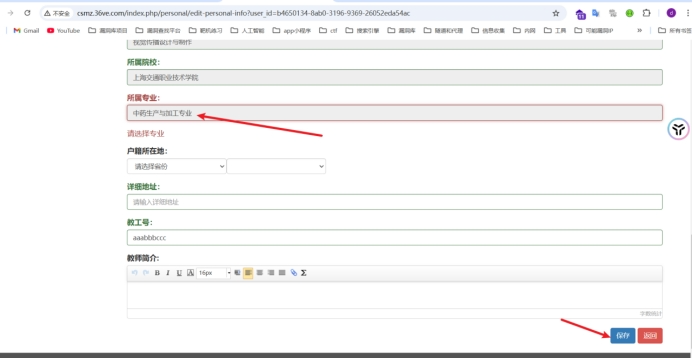 不安全 csmz.36ve.com/index.php/personal/edit-personal-info?user_id=b4650134-8ab0-3196-9369-26052eda54ac
Gmail YouTube 漏洞库项目 漏洞查找平台 ctf 靶机练习 人工智能 app小程序 ctf 搜索引擎 漏洞库 隧道和代理 信息收集 内网 工具 可能漏洞IP » 所有书签
视觉传播设计与制作
所属院校:
上海交通职业技术学院
所属专业:
中药生产与加工专业
请选择专业
户籍所在地:
请选择省份
详细地址:
请输入详细地址
教工号:
aaabbbccc
教师简介:
B I U A 16px Σ
字数统计
保存 返回